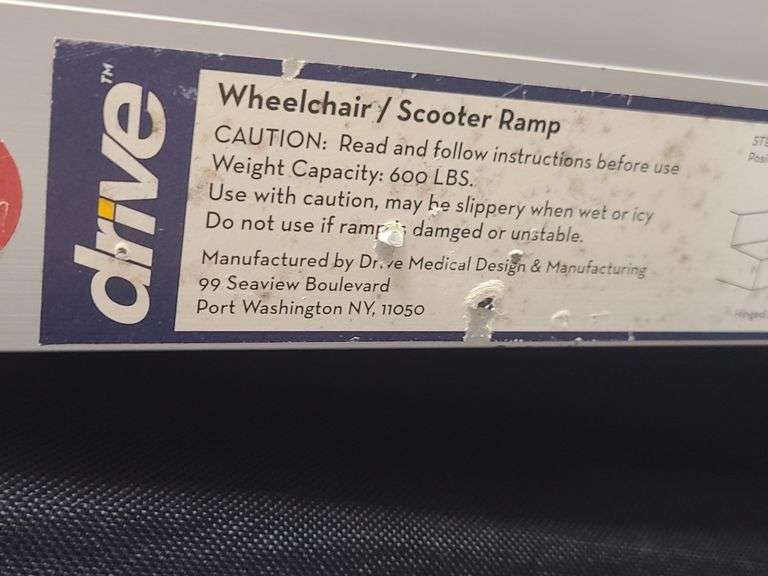 drive™
Wheelchair / Scooter Ramp
CAUTION: Read and follow instructions before use
Weight Capacity: 600 LBS.
Use with caution, may be slippery when wet or icy
Do not use if ramp damged or unstable.
Manufactured by Drive Medical Design & Manufacturing
99 Seaview Boulevard
Port Washington NY, 11050
Hinged